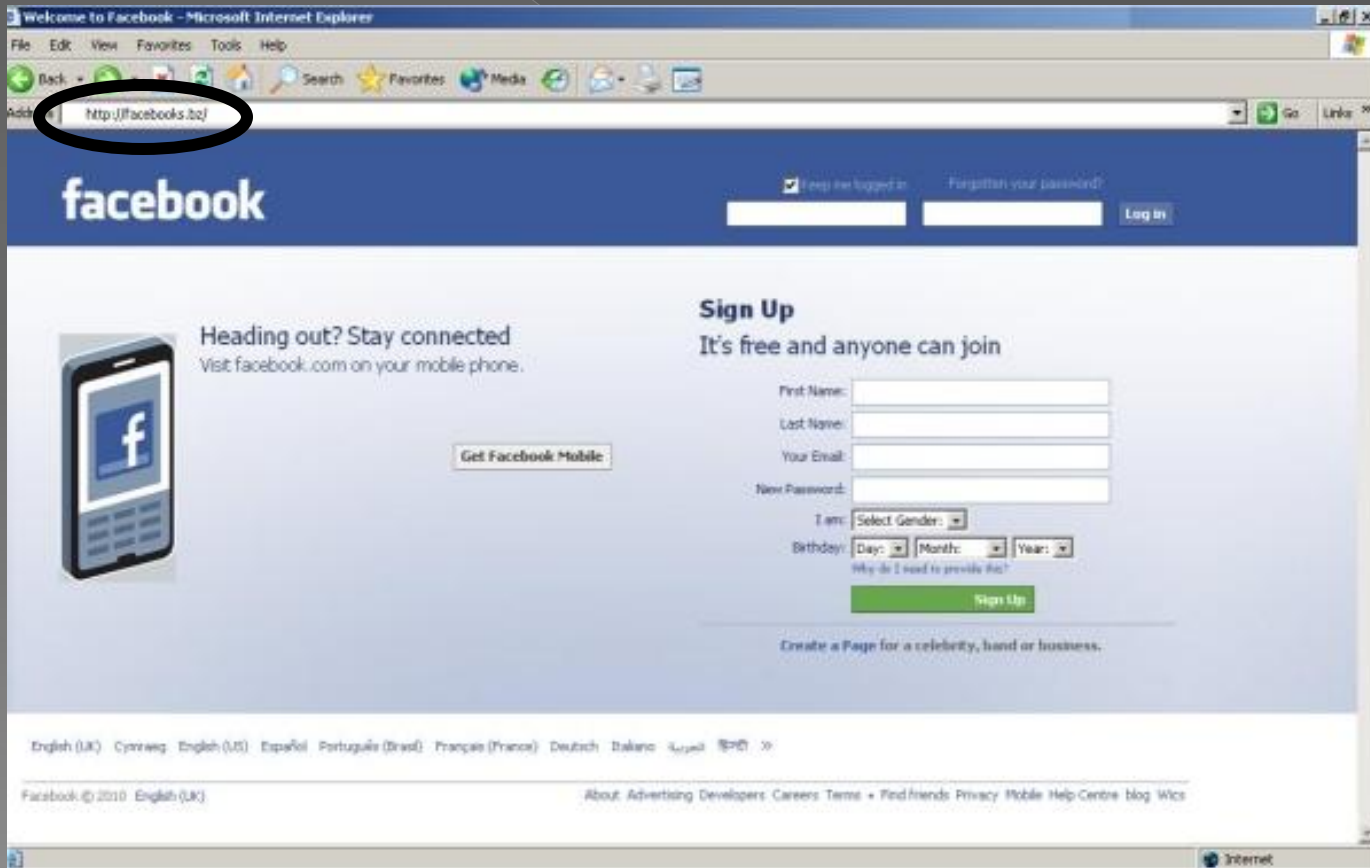 Welcome to Facebook - Microsoft Internet Explorer
File Edit View Favorites Tools Help
Back Search Favorites Media
http://facebooks.bz/ Go Links »
facebook
Keep me logged in Forgotten your password?
Log in
Heading out? Stay connected
Visit facebook.com on your mobile phone.
Get Facebook Mobile
Sign Up
It's free and anyone can join
First Name:
Last Name:
Your Email:
New Password:
I am: Select Gender:
Birthday: Day: Month: Year:
Why do I need to provide this?
Sign Up
Create a Page for a celebrity, band or business.
English (UK) Cymraeg English (US) Español Português (Brasil) Français (France) Deutsch Italiano العربية हिन्दी »
Facebook © 2010 English (UK)
About Advertising Developers Careers Terms • Find friends Privacy Mobile Help Centre blog Wics
Internet